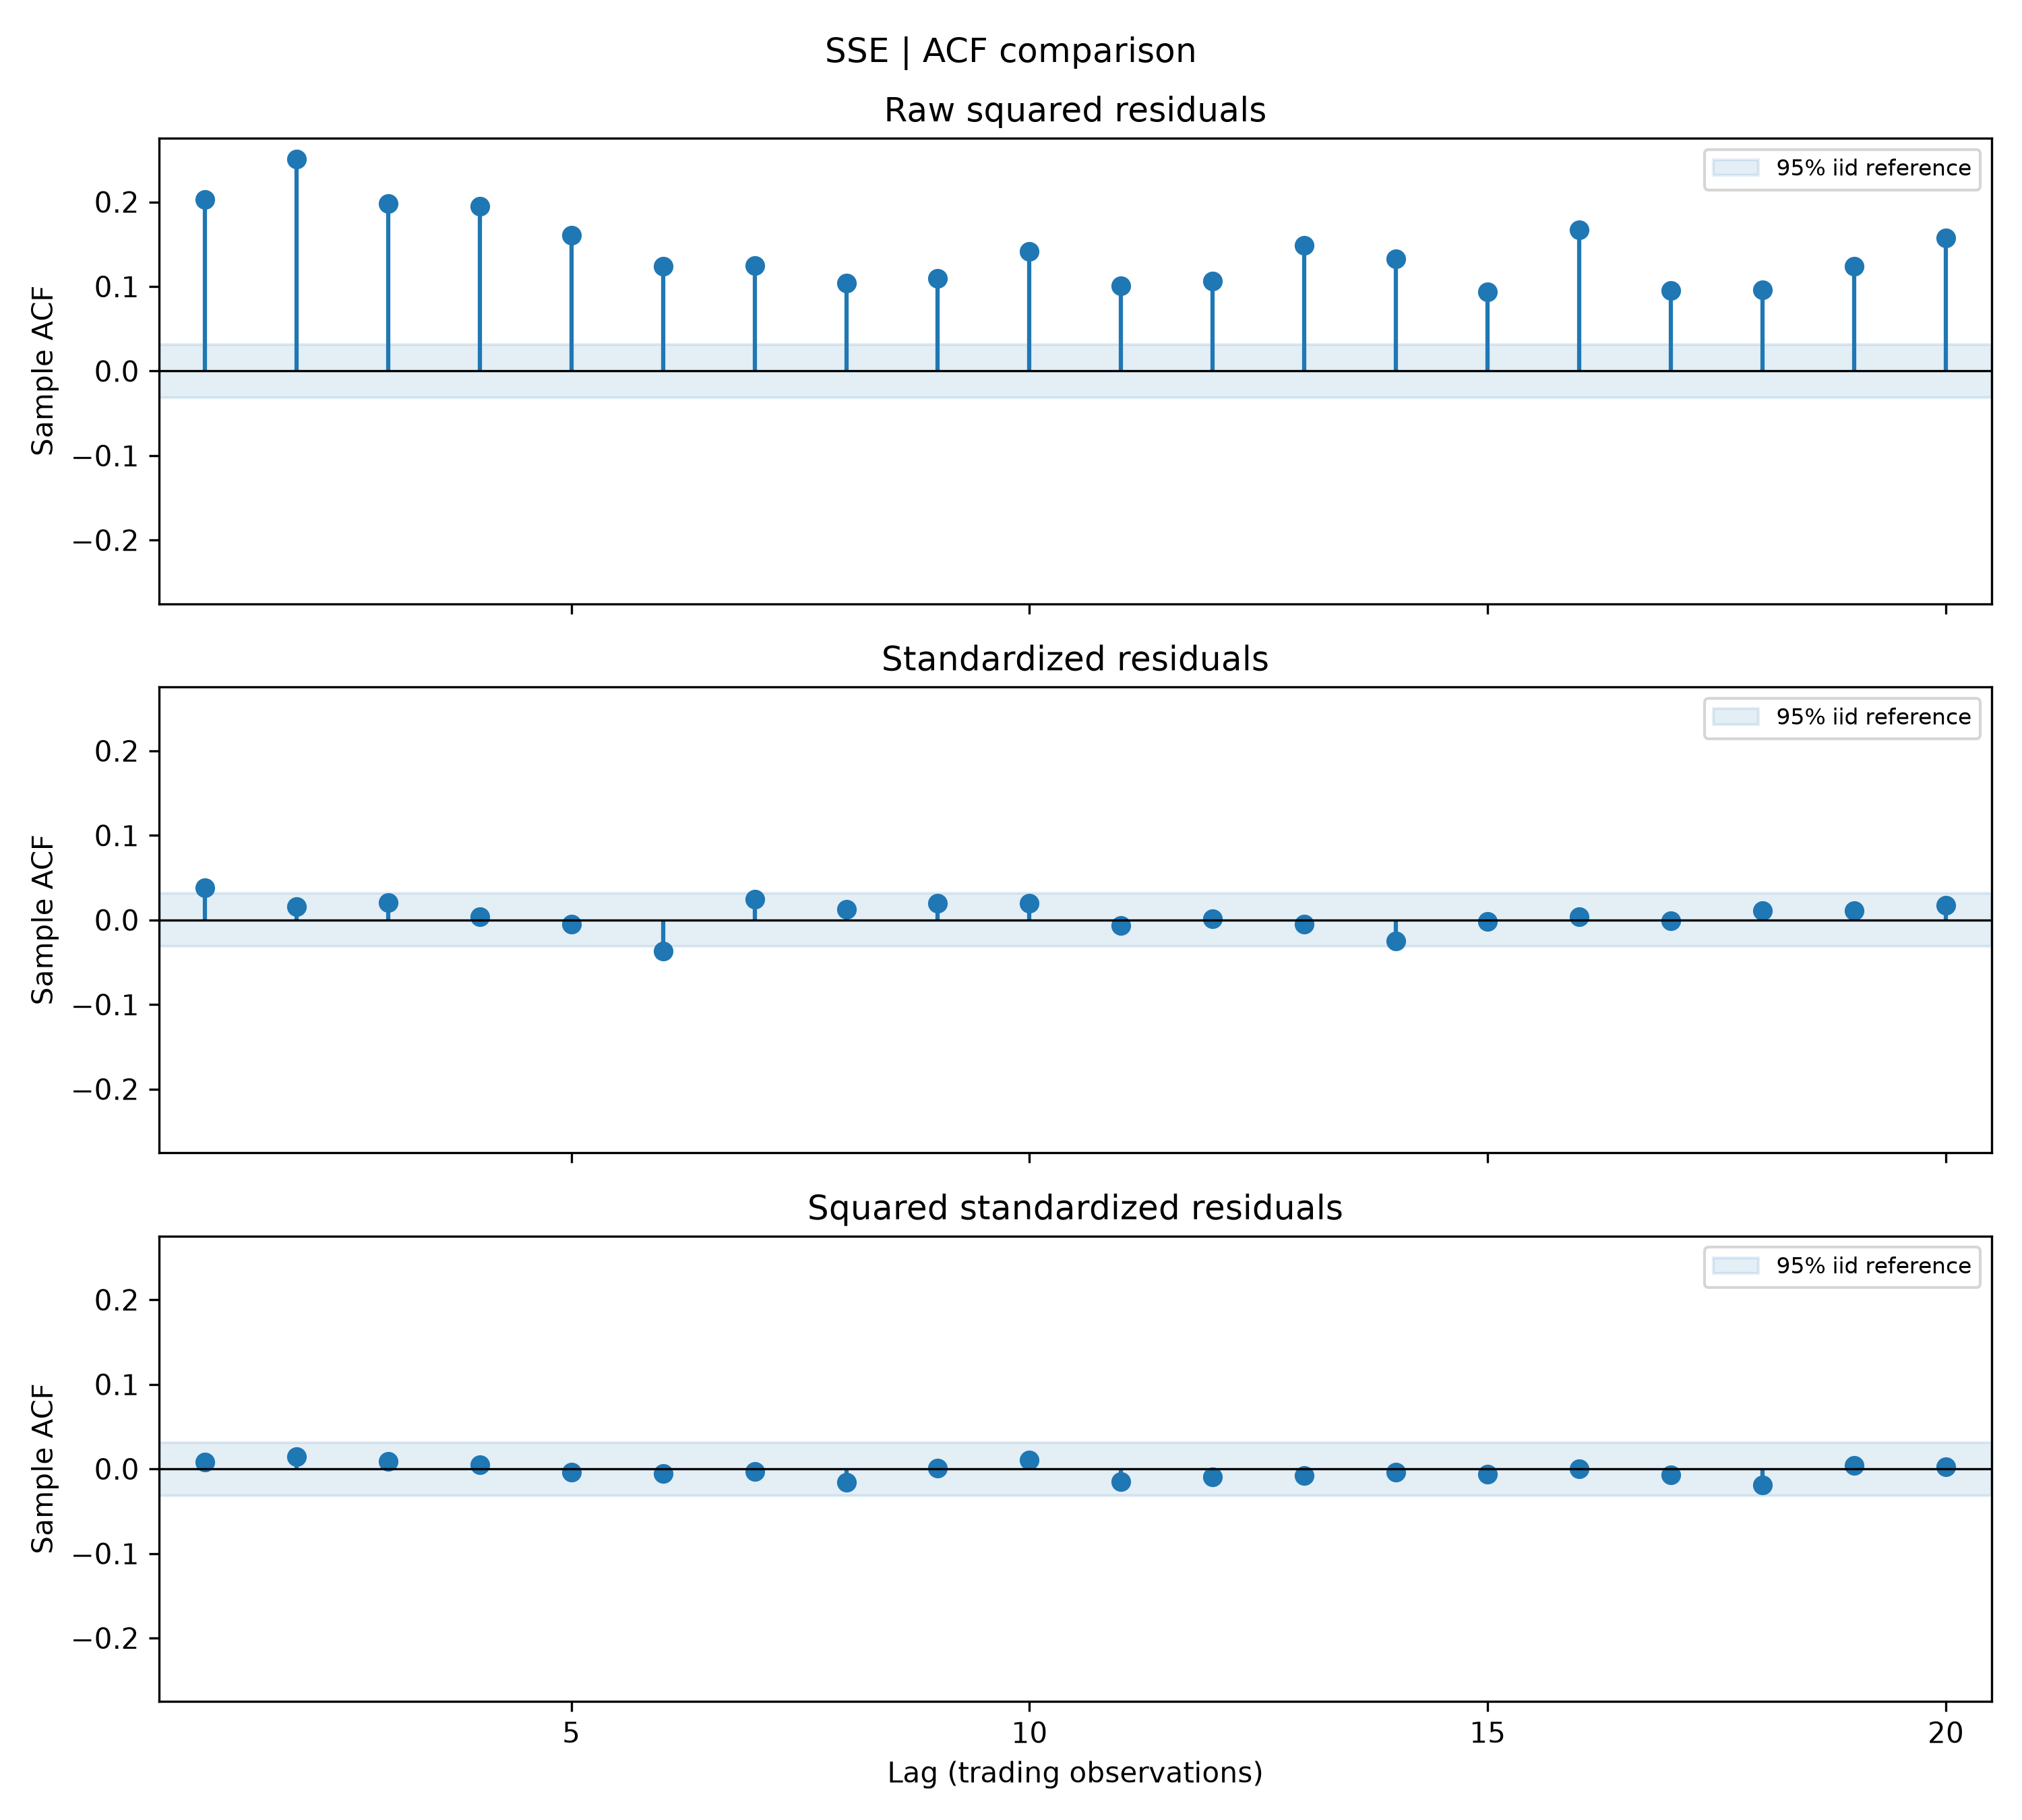 SSE | ACF comparison
Raw squared residuals
95% iid reference
Sample ACF
0.2
0.1
0.0
−0.1
−0.2
Standardized residuals
95% iid reference
Sample ACF
0.2
0.1
0.0
−0.1
−0.2
Squared standardized residuals
95% iid reference
Sample ACF
0.2
0.1
0.0
−0.1
−0.2
5 10 15 20
Lag (trading observations)